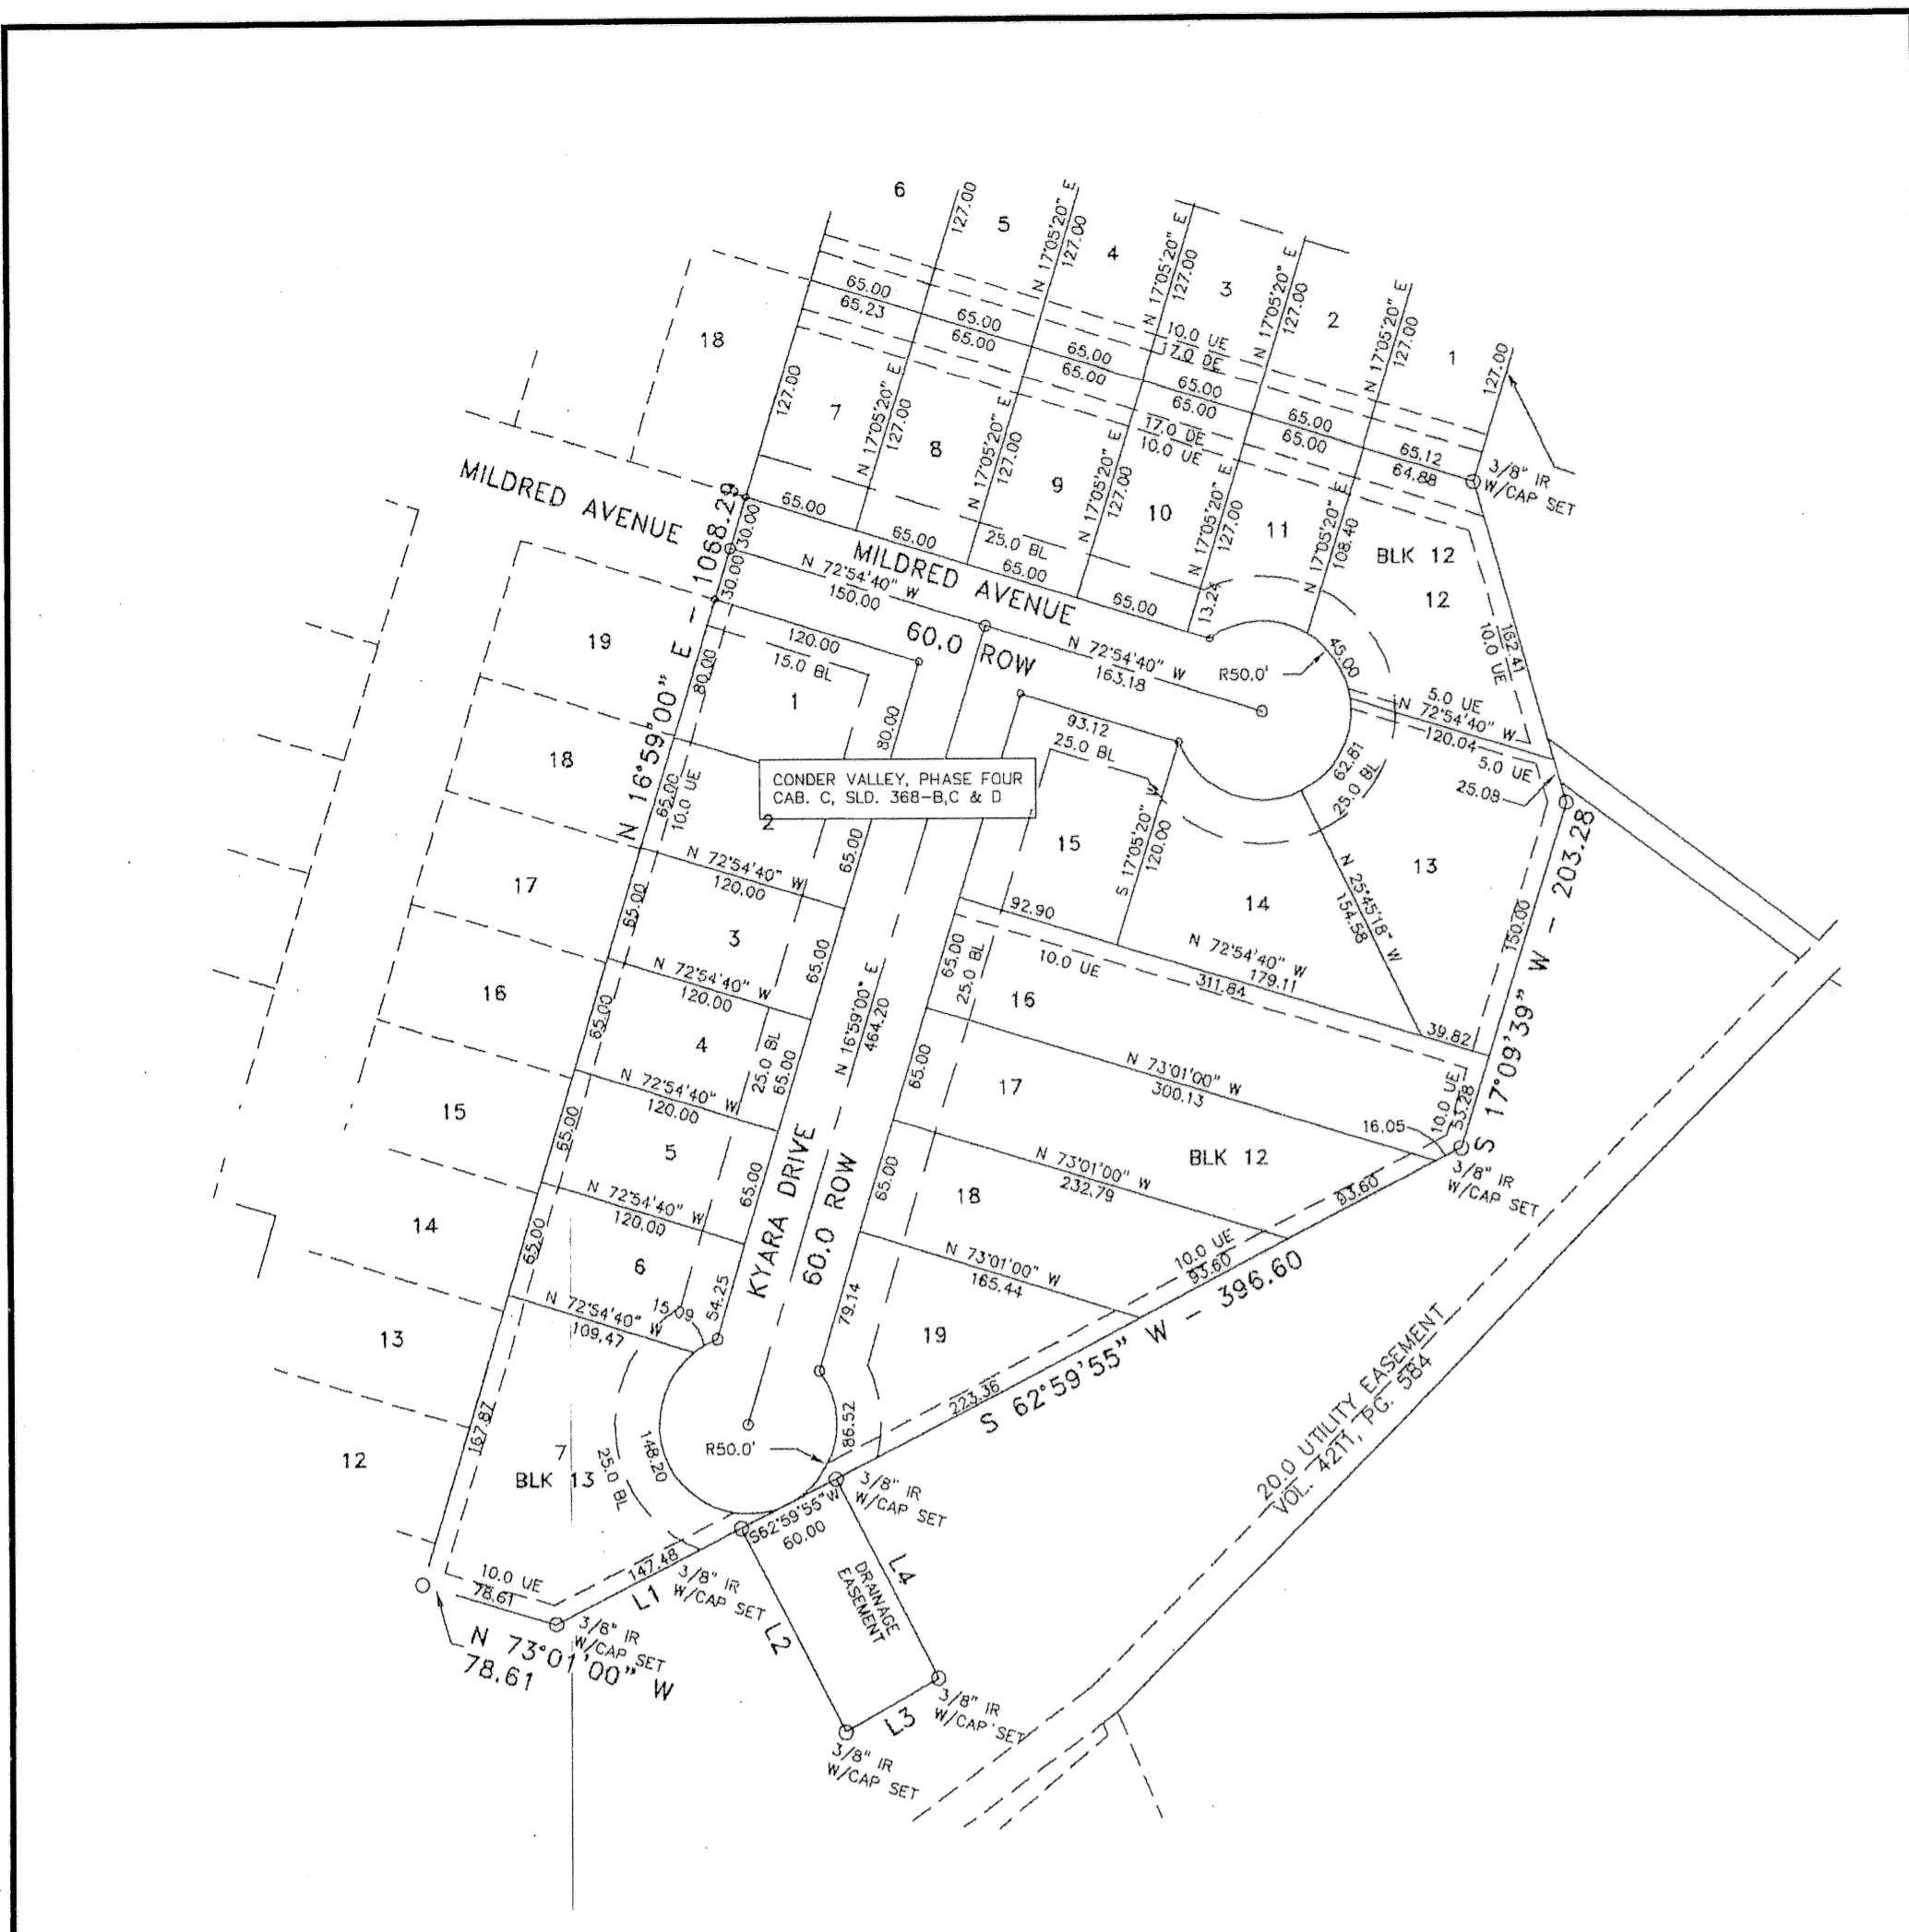 6
5
4
3
2
1
127.00
N 17°05'20" E
127.00
N 17°05'20" E
127.00
N 17°05'20" E
127.00
N 17°05'20" E
127.00
127.00
65.00
65.23
65.00
65.00
65.00
65.00
65.00
65.00
65.00
65.00
65.12
64.88
10.0 UE
17.0 DE
17.0 DE
10.0 UE
3/8" IR
W/CAP SET
18
7
8
9
10
11
BLK 12
12
127.00
N 17°05'20" E
127.00
N 17°05'20" E
127.00
N 17°05'20" E
127.00
N 17°05'20" E
127.00
N 17°05'20" E
108.40
MILDRED AVENUE
N 16°59'00" E - 1068.29
30.00
30.00
65.00
65.00
25.0 BL
65.00
65.00
13.24
MILDRED AVENUE
60.0 ROW
N 72°54'40" W
150.00
N 72°54'40" W
163.18
R50.0'
45.00
62.81
25.0 BL
162.41
10.0 UE
5.0 UE
N 72°54'40" W
120.04
5.0 UE
25.08
19
18
17
16
15
14
13
12
120.00
15.0 BL
80.00
1
80.00
93.12
25.0 BL
CONDER VALLEY, PHASE FOUR
CAB. C, SLD. 368-B,C & D
2
65.00
10.0 UE
65.00
N 72°54'40" W
120.00
15
S 17°05'20" W
120.00
14
13
N 25°45'18" W
154.58
150.00
S 17°09'39" W - 203.28
65.00
3
65.00
N 72°54'40" W
120.00
92.90
N 72°54'40" W
179.11
311.84
39.82
10.0 UE
65.00
25.0 BL
16
N 16°59'00" E
464.20
65.00
4
25.0 BL
65.00
N 72°54'40" W
120.00
65.00
17
N 73°01'00" W
300.13
10.0 UE
53.28
16.05
3/8" IR
W/CAP SET
BLK 12
65.00
5
65.00
N 72°54'40" W
120.00
KYARA DRIVE
60.0 ROW
65.00
18
N 73°01'00" W
232.79
93.60
65.00
6
54.25
N 72°54'40" W
109.47
15.09
79.14
19
N 73°01'00" W
165.44
10.0 UE
93.60
S 62°59'55" W - 396.60
223.36
167.87
7
BLK 13
25.0 BL
148.20
R50.0'
86.52
3/8" IR
W/CAP SET
S62°59'55"W
60.00
20.0 UTILITY EASEMENT
VOL. 4211, PG. 584
10.0 UE
78.61
147.48
L1
3/8" IR
W/CAP SET
L2
DRAINAGE
EASEMENT
L4
L3
3/8" IR
W/CAP SET
N 73°01'00" W
78.61
3/8" IR
W/CAP SET
3/8" IR
W/CAP SET